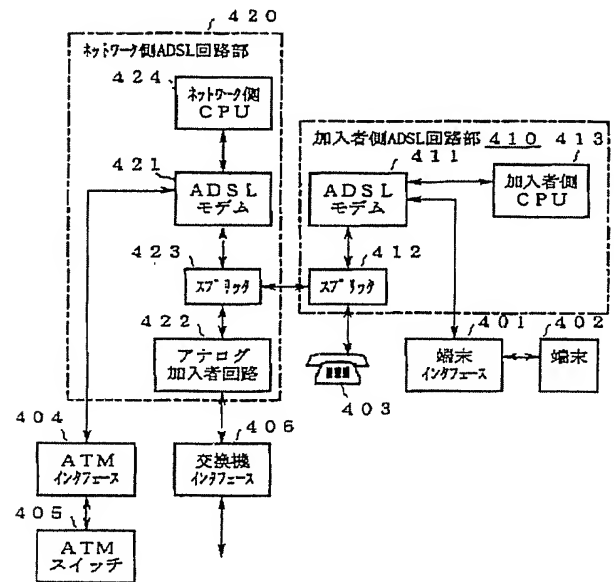 420
ネットワーク側ADSL回路部
424
ネットワーク側
CPU
421
ADSL
モデム
423
スプリッタ
422
アナログ
加入者回路
404
ATM
インタフェース
405
ATM
スイッチ
406
交換機
インタフェース
加入者側ADSL回路部 410
413
411
ADSL
モデム
加入者側
CPU
412
スプリッタ
403
401
端末
インタフェース
402
端末